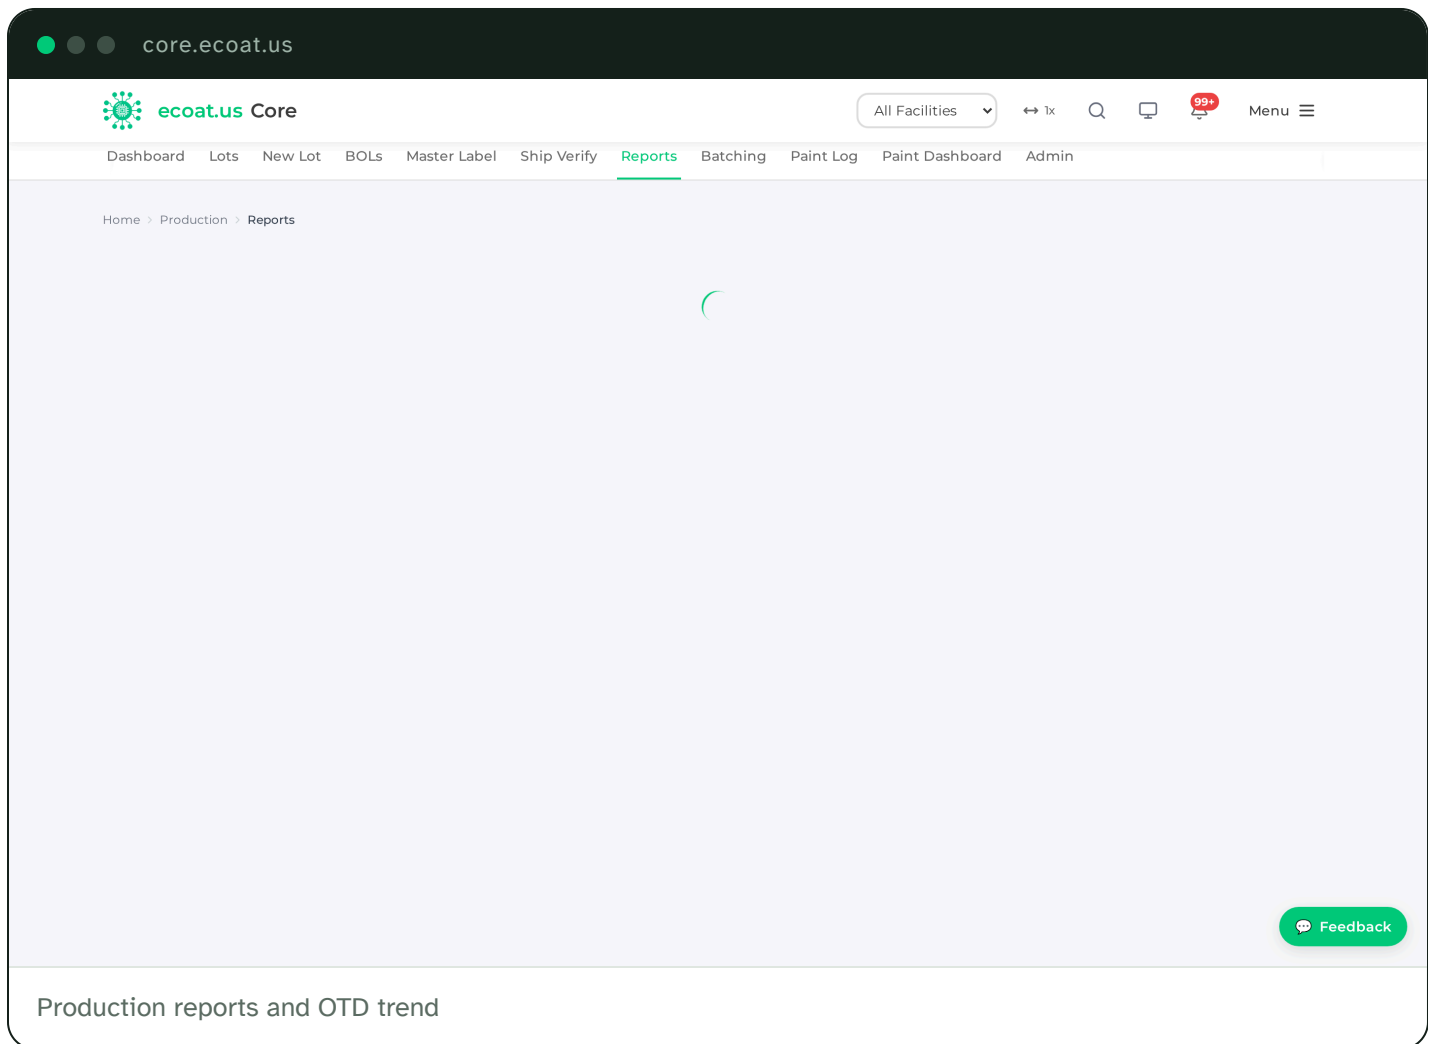 core.ecoat.us
ecoat.us Core
All Facilities
1x
99+
Menu
Dashboard Lots New Lot BOLs Master Label Ship Verify Reports Batching Paint Log Paint Dashboard Admin
Home > Production > Reports
Feedback
Production reports and OTD trend